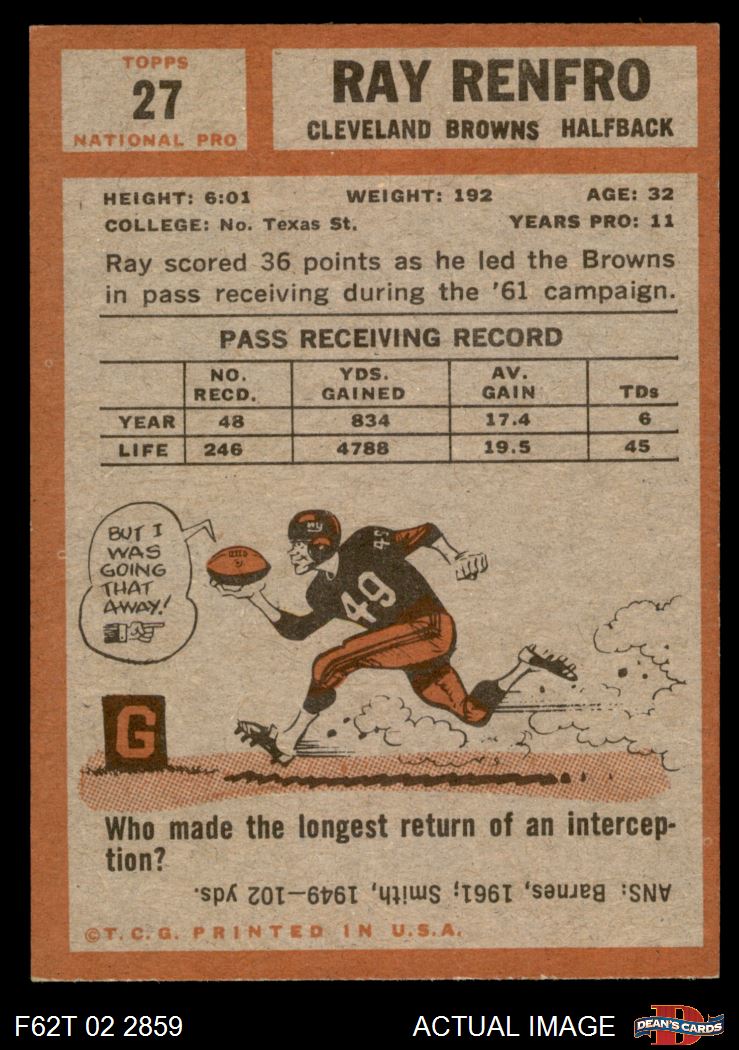 TOPPS
27
NATIONAL PRO
RAY RENFRO
CLEVELAND BROWNS HALFBACK
HEIGHT: 6:01 WEIGHT: 192 AGE: 32
COLLEGE: No. Texas St. YEARS PRO: 11
Ray scored 36 points as he led the Browns
in pass receiving during the '61 campaign.
PASS RECEIVING RECORD
NO. RECD. YDS. GAINED AV. GAIN TDs
YEAR 48 834 17.4 6
LIFE 246 4788 19.5 45
BUT I
WAS
GOING
THAT
AWAY!
49
49
G
Who made the longest return of an intercep-
tion?
ANS: Barnes, 1961; Smith, 1949—102 yds.
©T.C.G. PRINTED IN U.S.A.
F62T 02 2859 ACTUAL IMAGE
DEAN'S CARDS